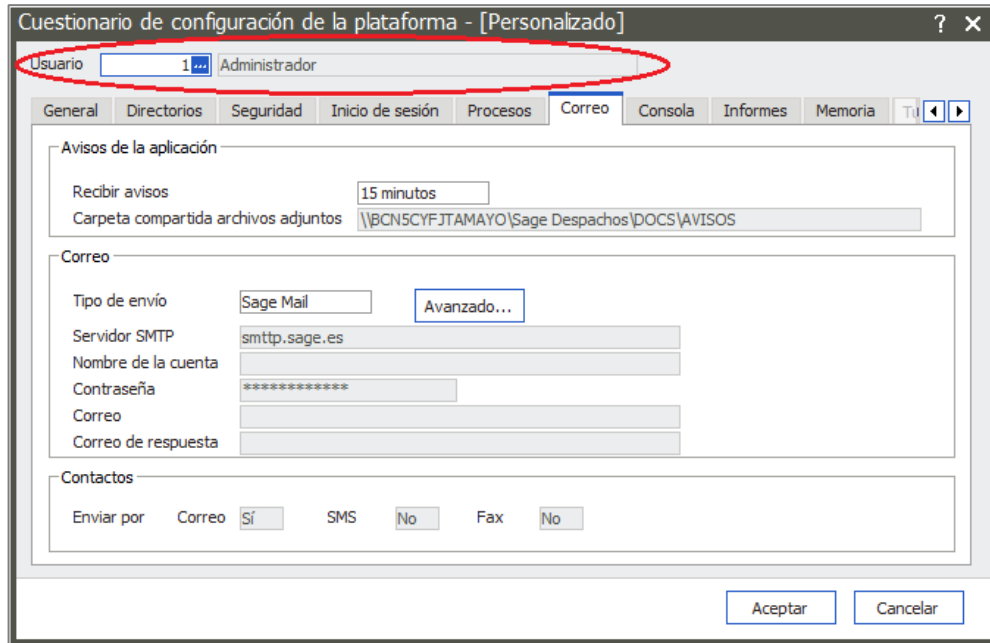 Cuestionario de configuración de la plataforma - [Personalizado] ? ×
Usuario 1 ... Administrador
General Directorios Seguridad Inicio de sesión Procesos Correo Consola Informes Memoria
Avisos de la aplicación
Recibir avisos 15 minutos
Carpeta compartida archivos adjuntos \\BCN5CYFJTAMAYO\Sage Despachos\DOCS\AVISOS
Correo
Tipo de envío Sage Mail Avanzado...
Servidor SMTP smttp.sage.es
Nombre de la cuenta
Contraseña ************
Correo
Correo de respuesta
Contactos
Enviar por Correo Sí SMS No Fax No
Aceptar Cancelar